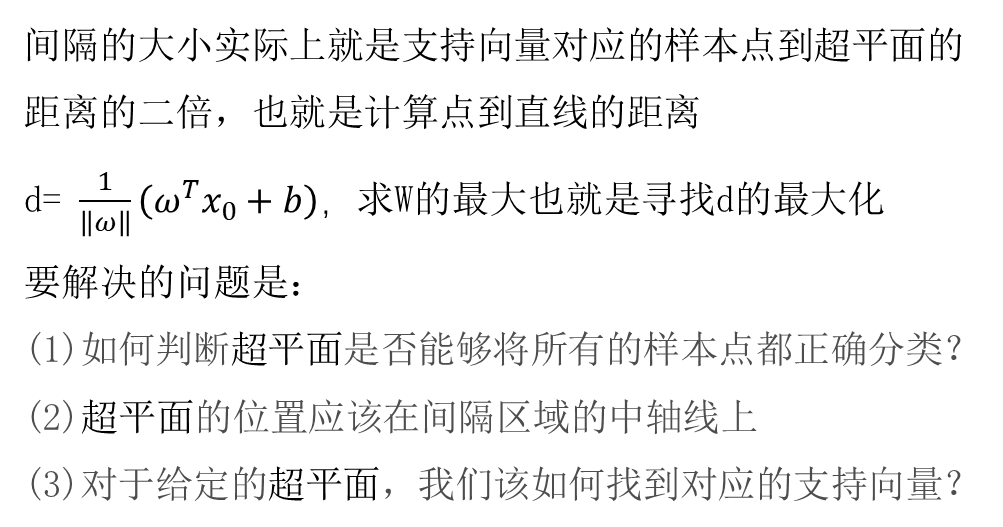 间隔的大小实际上就是支持向量对应的样本点到超平面的
距离的二倍，也就是计算点到直线的距离
d= \frac{1}{\|ω\|}(ω^T x_0 + b)，求W的最大也就是寻找d的最大化
要解决的问题是：
(1)如何判断超平面是否能够将所有的样本点都正确分类？
(2)超平面的位置应该在间隔区域的中轴线上
(3)对于给定的超平面，我们该如何找到对应的支持向量？